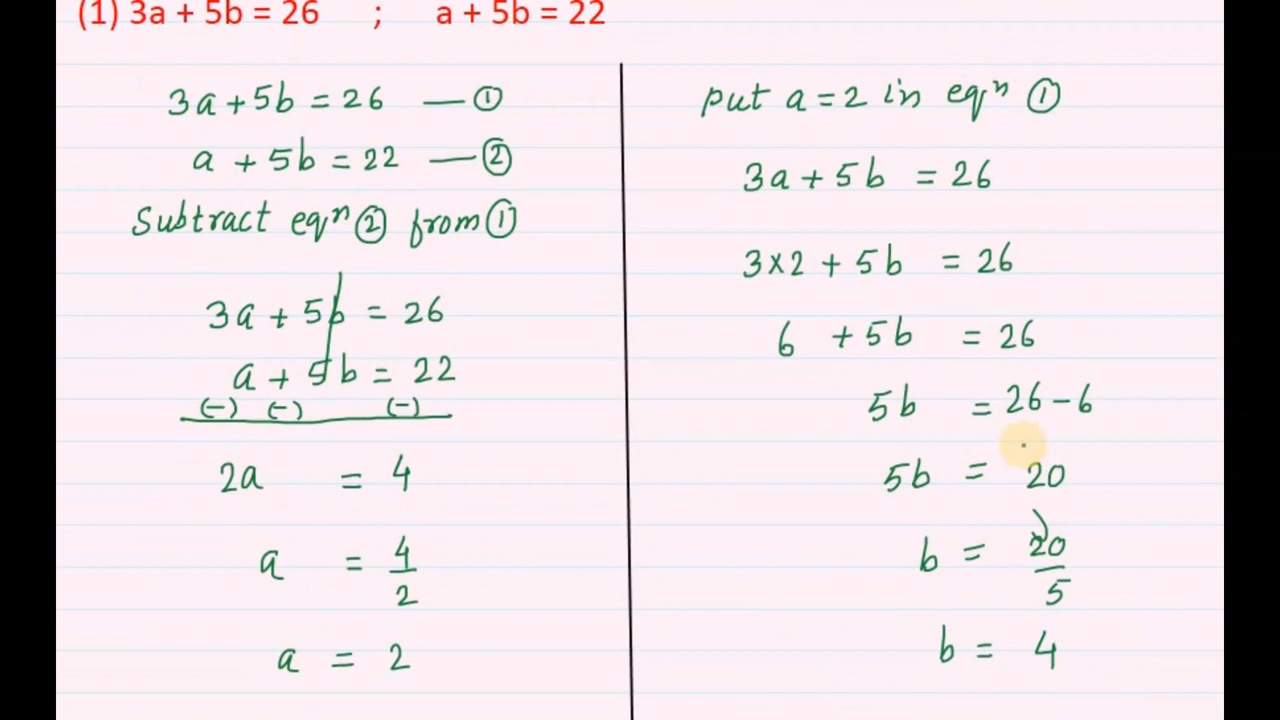 (1) 3a + 5b = 26 ; a + 5b = 22
3a + 5b = 26 — ①
a + 5b = 22 — ②
Subtract eqⁿ ② from ①
3a + 5b = 26
a + 5b = 22
(−) (−) (−)
2a = 4
a = 4/2
a = 2
put a = 2 in eqⁿ ①
3a + 5b = 26
3×2 + 5b = 26
6 + 5b = 26
5b = 26 − 6
5b = 20
b = 20/5
b = 4